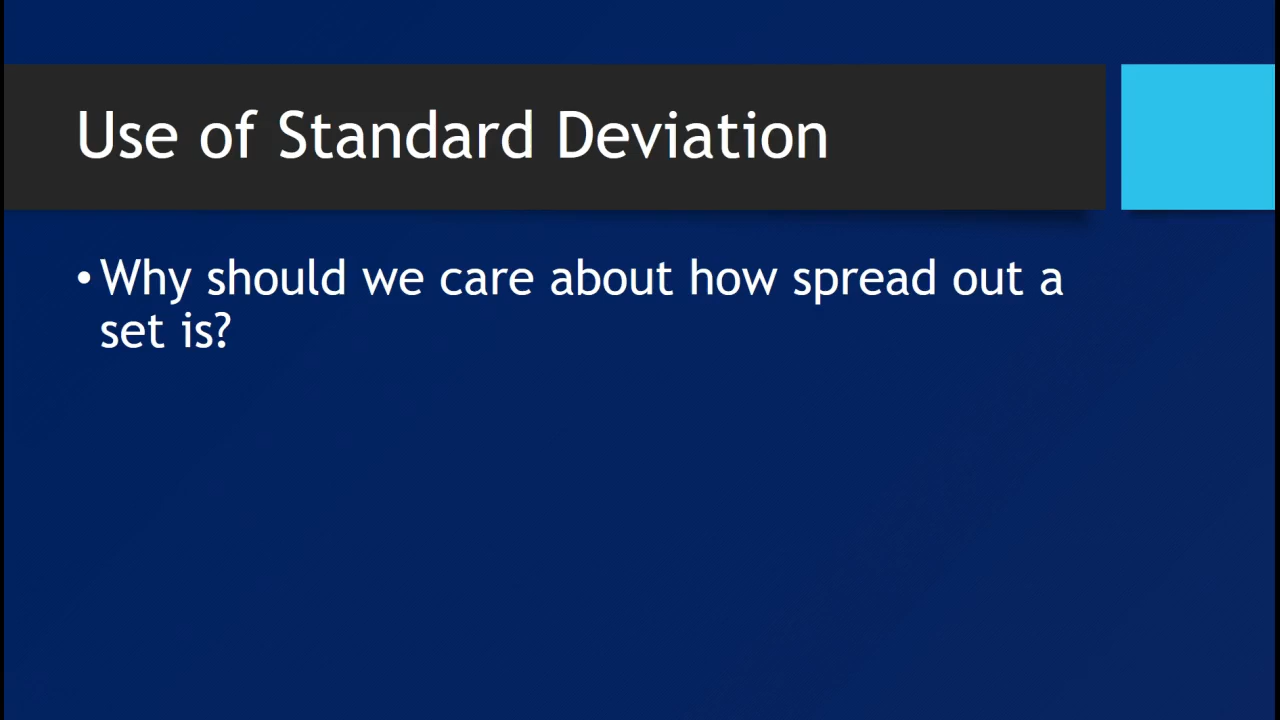 Use of Standard Deviation
•Why should we care about how spread out a
set is?